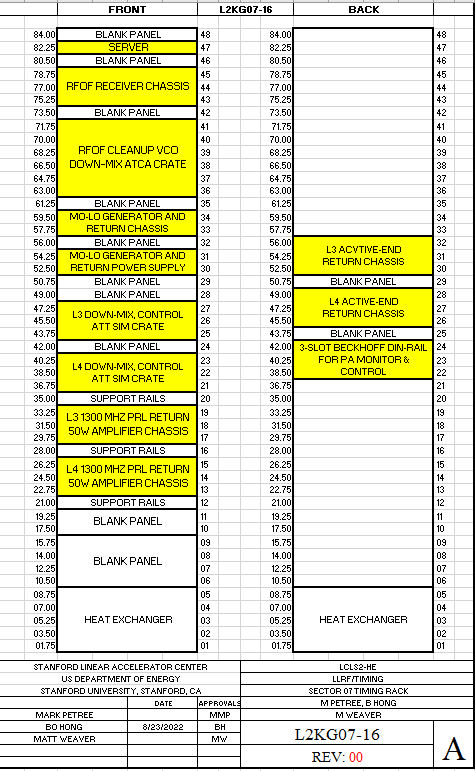 FRONT L2KG07-16 BACK
84.00 BLANK PANEL 48 84.00 48
82.25 SERVER 47 82.25 47
80.50 BLANK PANEL 46 80.50 46
78.75 45 78.75 45
77.00 RFOF RECEIVER CHASSIS 44 77.00 44
75.25 43 75.25 43
73.50 BLANK PANEL 42 73.50 42
71.75 41 71.75 41
70.00 40 70.00 40
68.25 RFOF CLEANUP VCO 39 68.25 39
66.50 DOWN-MIX ATCA CRATE 38 66.50 38
64.75 37 64.75 37
63.00 36 63.00 36
61.25 BLANK PANEL 35 61.25 35
59.50 MO-LO GENERATOR AND 34 59.50 34
57.75 RETURN CHASSIS 33 57.75 33
56.00 BLANK PANEL 32 56.00 L3 ACVTIVE-END 32
54.25 MO-LO GENERATOR AND 31 54.25 RETURN CHASSIS 31
52.50 RETURN POWER SUPPLY 30 52.50 30
50.75 BLANK PANEL 29 50.75 BLANK PANEL 29
49.00 BLANK PANEL 28 49.00 L4 ACTIVE-END 28
47.25 L3 DOWN-MIX, CONTROL 27 47.25 RETURN CHASSIS 27
45.50 ATT SIM CRATE 26 45.50 26
43.75 25 43.75 BLANK PANEL 25
42.00 BLANK PANEL 24 42.00 3-SLOT BECKHOFF DIN-RAIL 24
40.25 L4 DOWN-MIX, CONTROL 23 40.25 FOR PA MONITOR & 23
38.50 ATT SIM CRATE 22 38.50 CONTROL 22
36.75 21 36.75 21
35.00 SUPPORT RAILS 20 35.00 20
33.25 L3 1300 MHZ PRL RETURN 19 33.25 19
31.50 50W AMPLIFIER CHASSIS 18 31.50 18
29.75 17 29.75 17
28.00 SUPPORT RAILS 16 28.00 16
26.25 L4 1300 MHZ PRL RETURN 15 26.25 15
24.50 50W AMPLIFIER CHASSIS 14 24.50 14
22.75 13 22.75 13
21.00 SUPPORT RAILS 12 21.00 12
19.25 BLANK PANEL 11 19.25 11
17.50 10 17.50 10
15.75 09 15.75 09
14.00 BLANK PANEL 08 14.00 08
12.25 07 12.25 07
10.50 06 10.50 06
08.75 05 08.75 05
07.00 04 07.00 04
05.25 HEAT EXCHANGER 03 05.25 HEAT EXCHANGER 03
03.50 02 03.50 02
01.75 01 01.75 01
STANFORD LINEAR ACCELERATOR CENTER LCLS2-HE
US DEPARTMENT OF ENERGY LLRF/TIMING
STANFORD UNIVERSITY, STANFORD, CA SECTOR 07 TIMING RACK
DATE APPROVALS M PETREE, B HONG
MARK PETREE MMP M WEAVER
BO HONG 8/23/2022 BH L2KG07-16
MATT WEAVER MW A
REV: 00